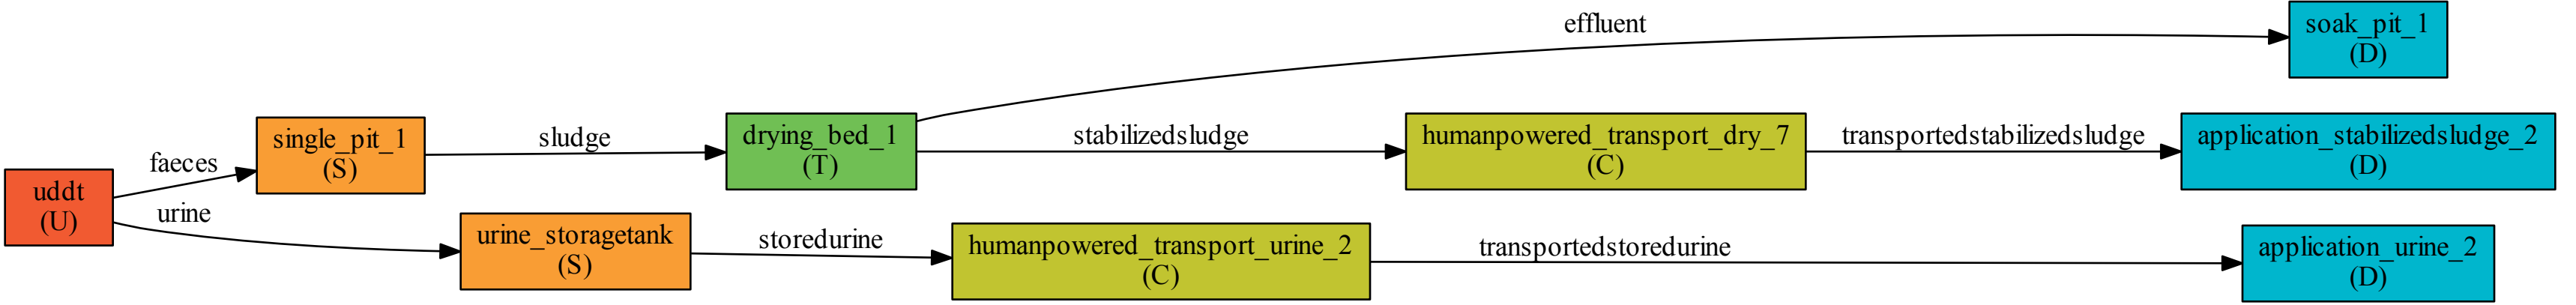 effluent
soak_pit_1
(D)
uddt
(U)
faeces
urine
single_pit_1
(S)
sludge
drying_bed_1
(T)
stabilizedsludge
humanpowered_transport_dry_7
(C)
transportedstabilizedsludge
application_stabilizedsludge_2
(D)
urine_storagetank
(S)
storedurine
humanpowered_transport_urine_2
(C)
transportedstoredurine
application_urine_2
(D)